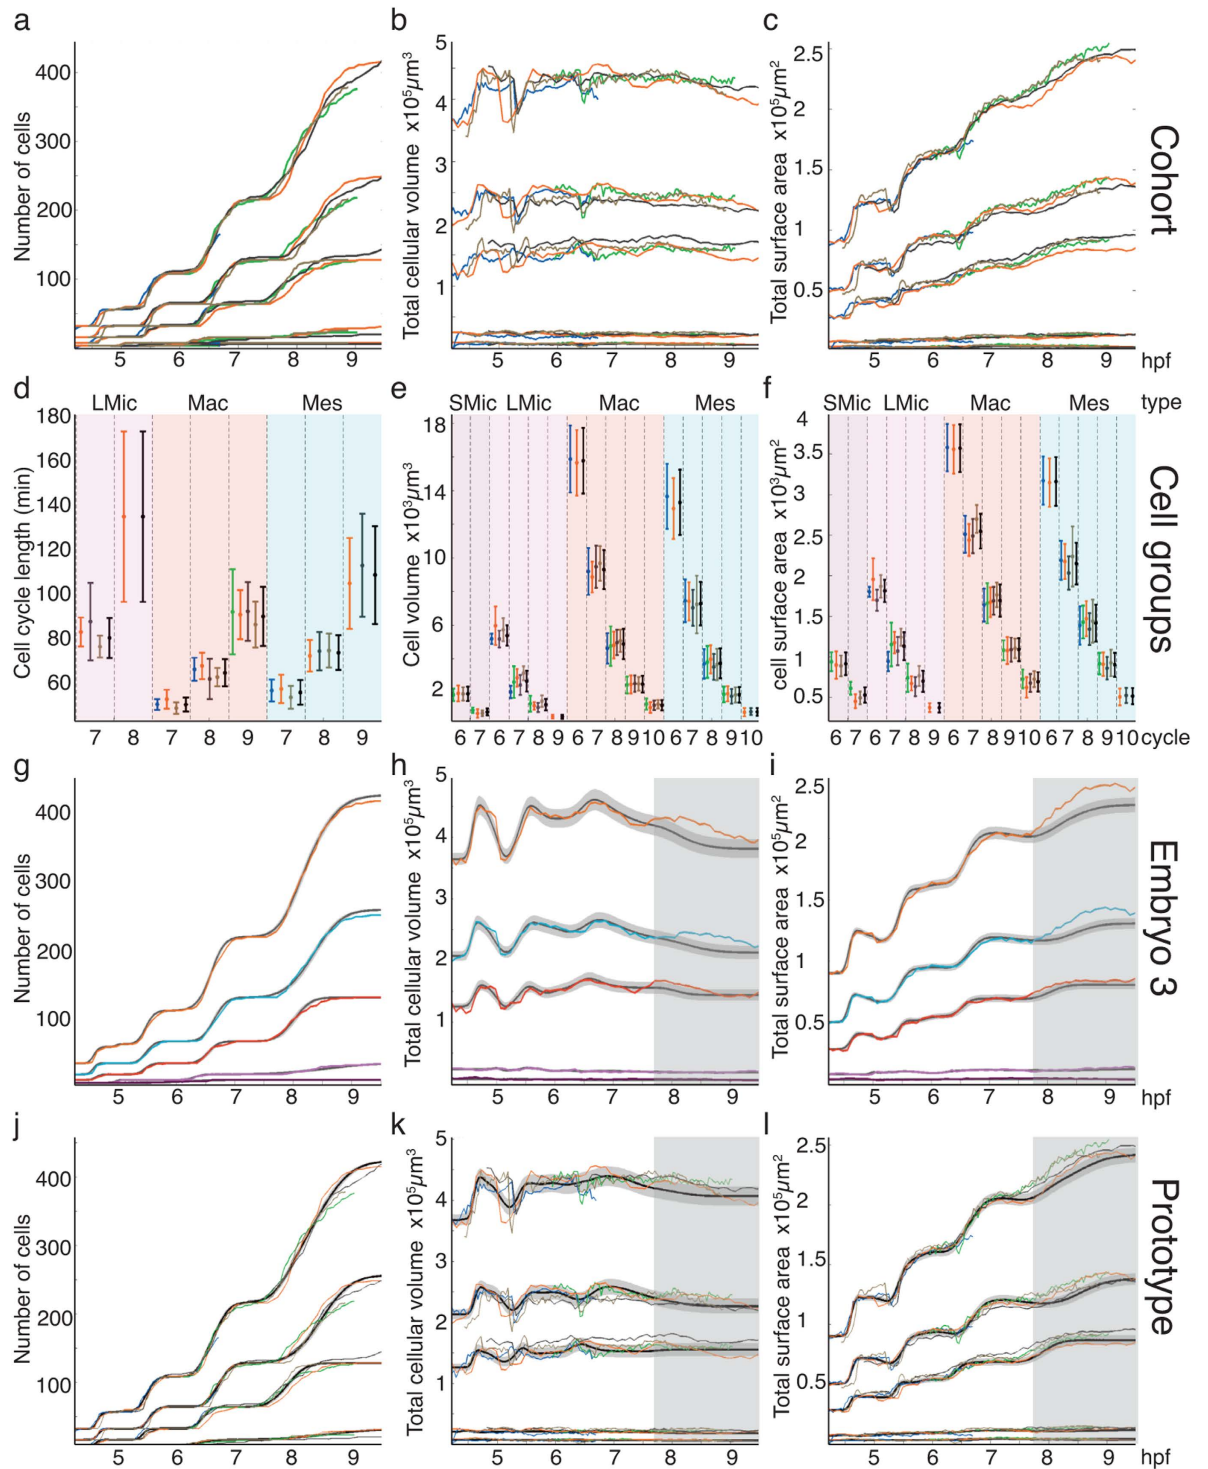 a
b
c
Number of cells
400
300
200
100
5 6 7 8 9
Total cellular volume x10⁵µm³
5
4
3
2
1
5 6 7 8 9
Total surface area x10⁵µm²
2.5
2
1.5
1
0.5
5 6 7 8 9 hpf
Cohort
d
e
f
LMic Mac Mes
Cell cycle length (min)
180
160
140
120
100
80
60
7 8 7 8 9 7 8 9
SMic LMic Mac Mes
Cell volume x10³µm³
18
14
10
6
2
6 7 6 7 8 9 6 7 8 9 10 6 7 8 9 10
SMic LMic Mac Mes type
cell surface area x10³µm²
4
3.5
3
2.5
2
1.5
1
0.5
6 7 6 7 8 9 6 7 8 9 10 6 7 8 9 10 cycle
Cell groups
g
h
i
Number of cells
400
300
200
100
5 6 7 8 9
Total cellular volume x10⁵µm³
5
4
3
2
1
5 6 7 8 9
Total surface area x10⁵µm²
2.5
2
1.5
1
0.5
5 6 7 8 9 hpf
Embryo 3
j
k
l
Number of cells
400
300
200
100
5 6 7 8 9
Total cellular volume x10⁵µm³
5
4
3
2
1
5 6 7 8 9
Total surface area x10⁵µm²
2.5
2
1.5
1
0.5
5 6 7 8 9 hpf
Prototype